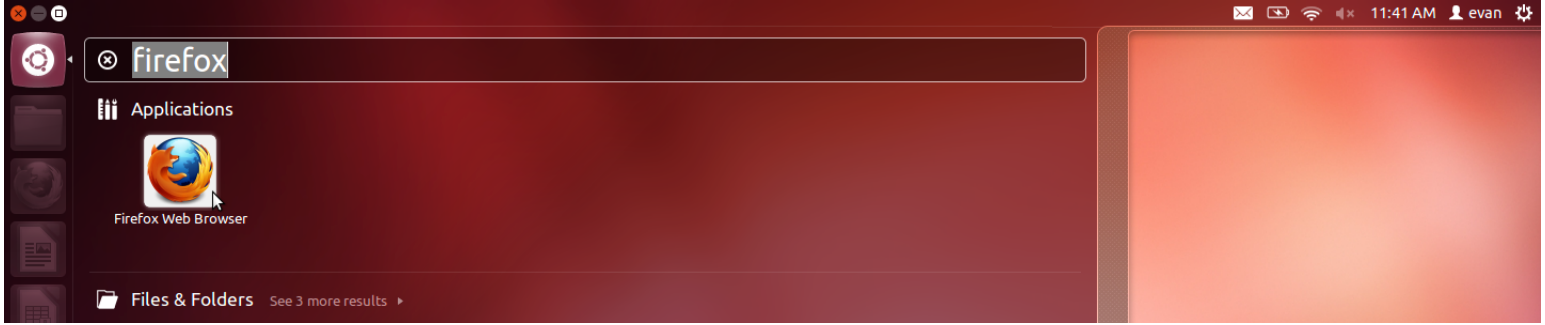 11:41 AM evan
firefox
Applications
Firefox Web Browser
Files & Folders See 3 more results